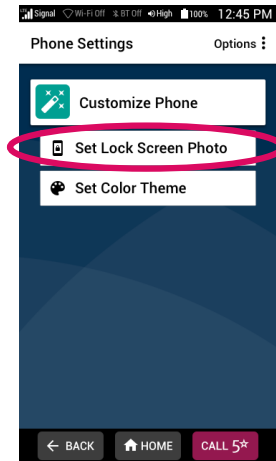 Signal Wi-Fi Off BT Off High 100% 12:45 PM
Phone Settings Options
Customize Phone
Set Lock Screen Photo
Set Color Theme
BACK HOME CALL 5☆